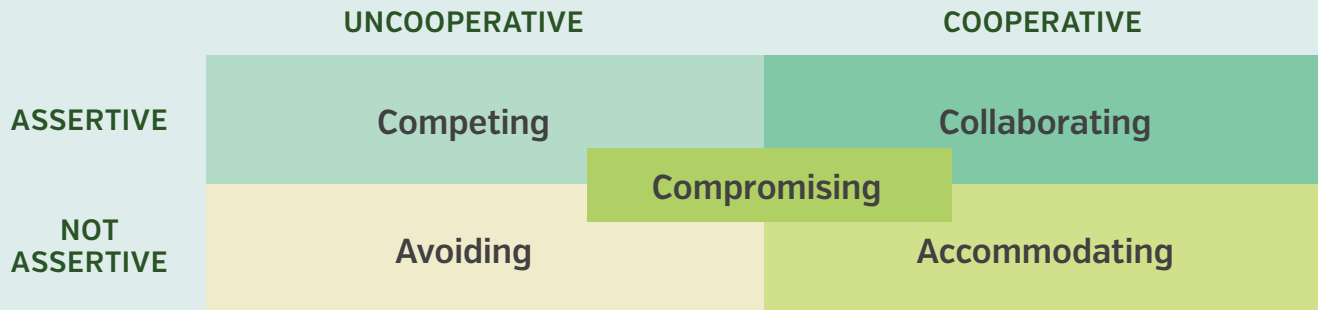 UNCOOPERATIVE
COOPERATIVE
ASSERTIVE
Competing
Collaborating
Compromising
NOT
ASSERTIVE
Avoiding
Accommodating